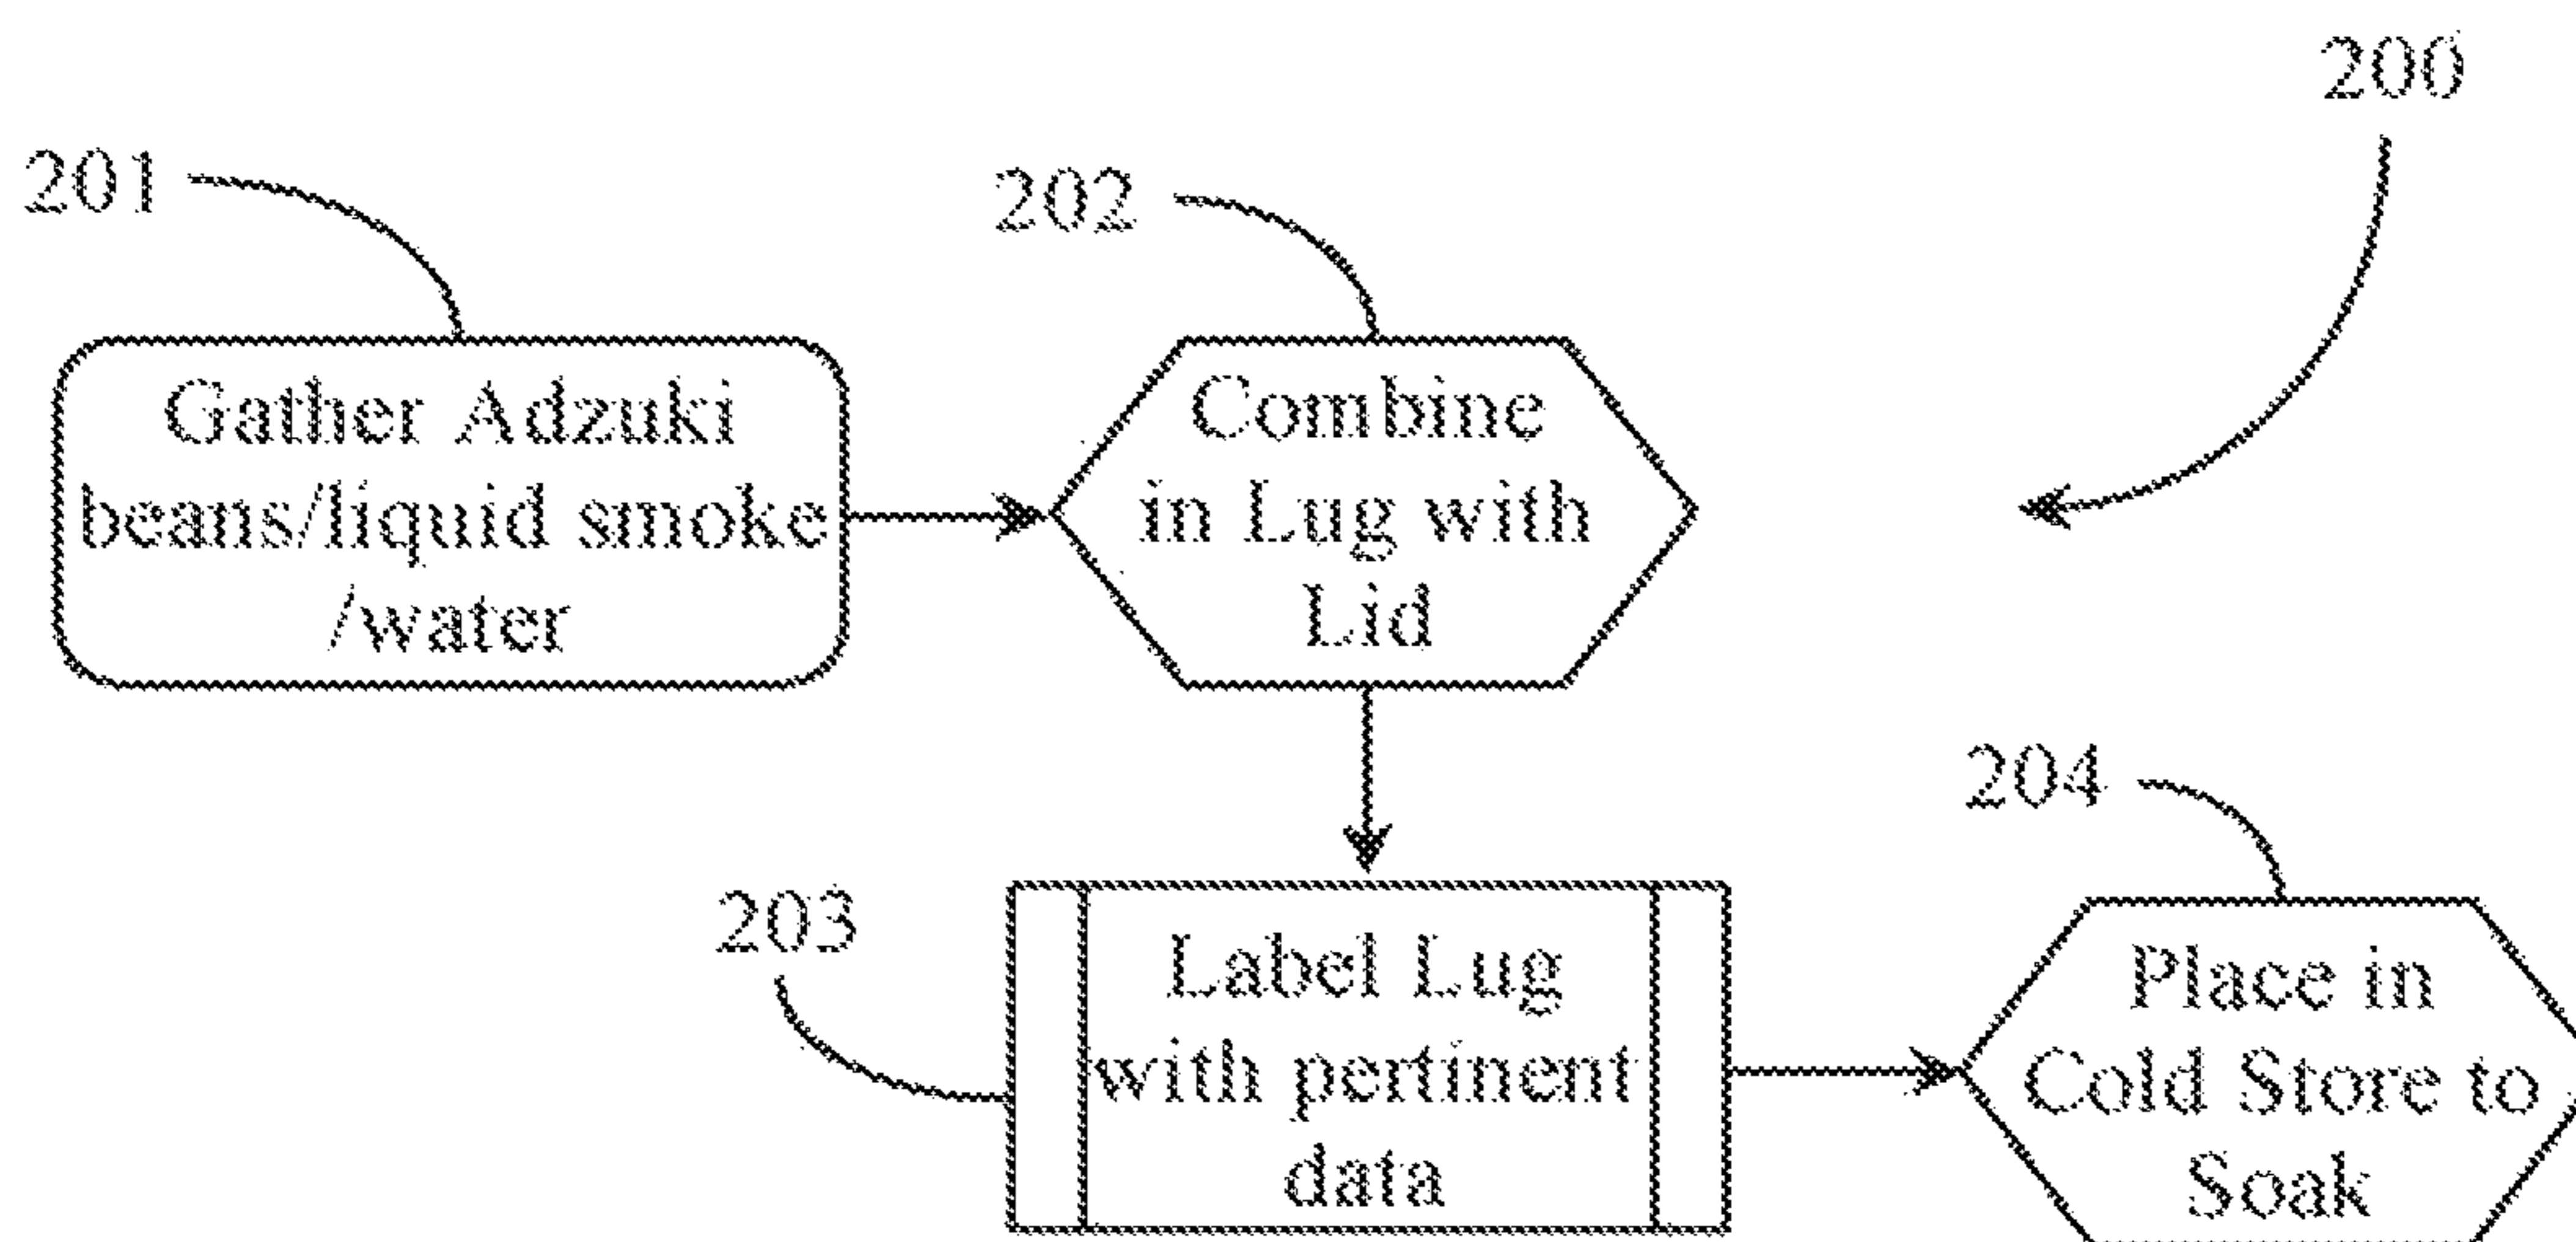 200
201
202
Gather Adzuki
beans/liquid smoke
/water
Combine
in Lug with
Lid
203
204
Label Lug
with pertinent
data
Place in
Cold Store to
Soak